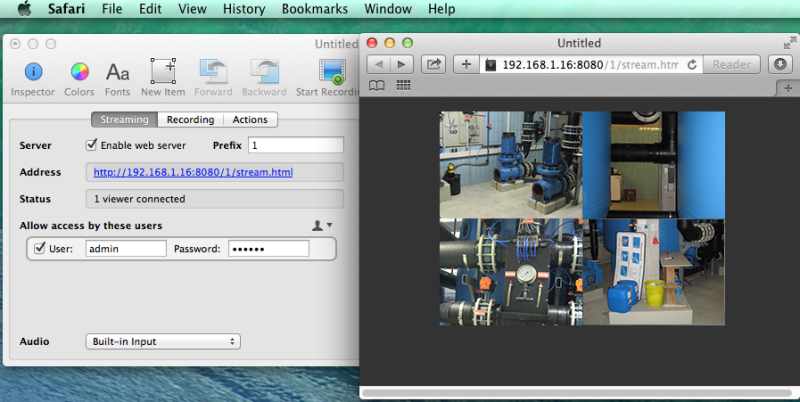 Safari File Edit View History Bookmarks Window Help
Untitled
Inspector Colors Fonts New Item Forward Backward Start Recording
Streaming Recording Actions
Server Enable web server Prefix 1
Address http://192.168.1.16:8080/1/stream.html
Status 1 viewer connected
Allow access by these users
User: admin Password: ••••••
Audio Built-in Input
Untitled
192.168.1.16:8080/1/stream.htm Reader